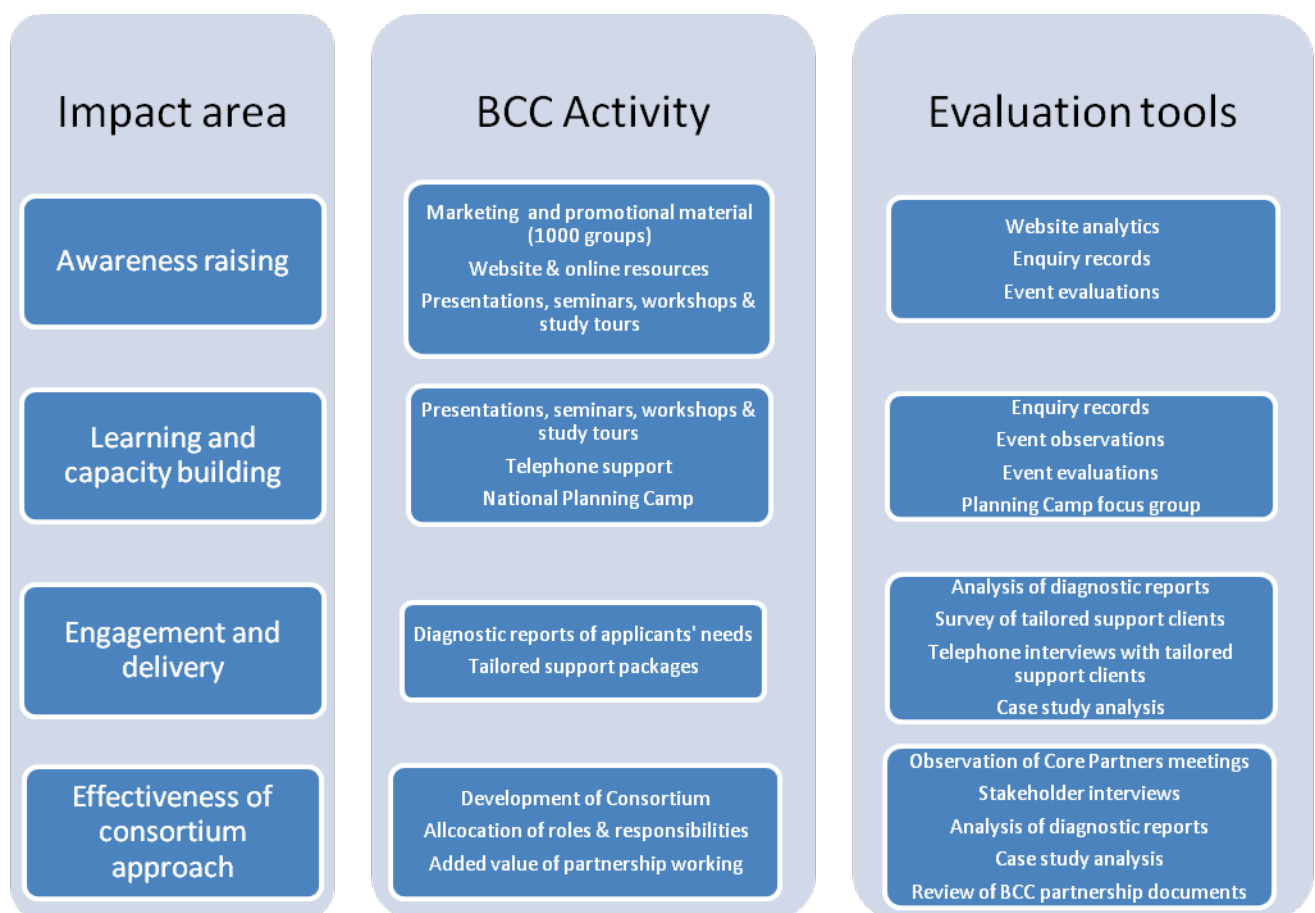 Impact area
Awareness raising
Learning and
capacity building
Engagement and
delivery
Effectiveness of
consortium
approach
BCC Activity
Marketing and promotional material
(1000 groups)
Website & online resources
Presentations, seminars, workshops &
study tours
Presentations, seminars, workshops &
study tours
Telephone support
National Planning Camp
Diagnostic reports of applicants' needs
Tailored support packages
Development of Consortium
Allcocation of roles & responsibilities
Added value of partnership working
Evaluation tools
Website analytics
Enquiry records
Event evaluations
Enquiry records
Event observations
Event evaluations
Planning Camp focus group
Analysis of diagnostic reports
Survey of tailored support clients
Telephone interviews with tailored
support clients
Case study analysis
Observation of Core Partners meetings
Stakeholder interviews
Analysis of diagnostic reports
Case study analysis
Review of BCC partnership documents